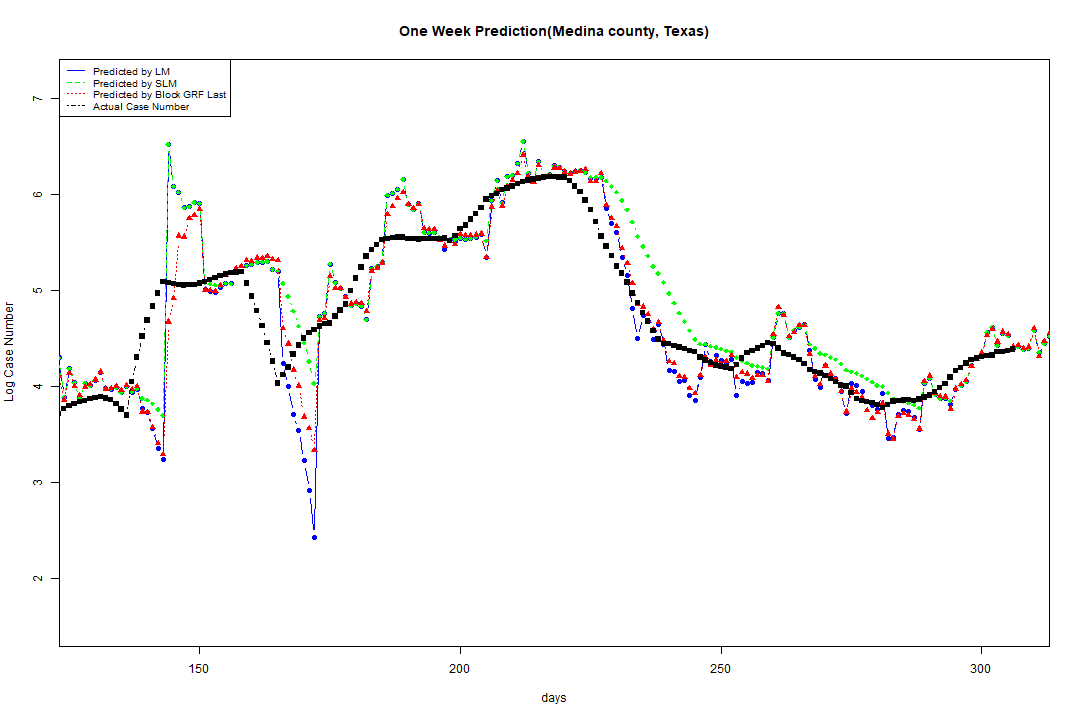 One Week Prediction(Medina county, Texas)
Predicted by LM
Predicted by SLM
Predicted by Block GRF Last
Actual Case Number
7
6
5
4
3
2
Log Case Number
150
200
250
300
days